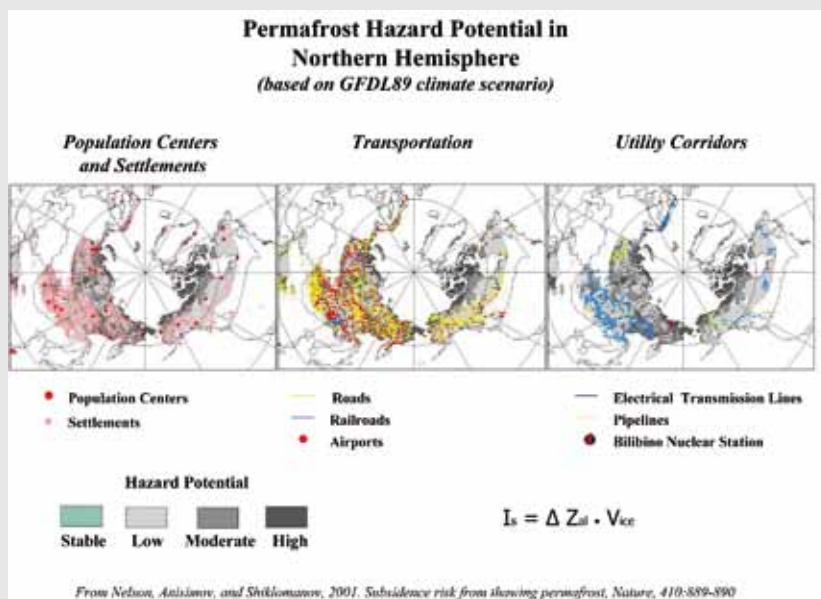 Permafrost Hazard Potential in
Northern Hemisphere
(based on GFDL89 climate scenario)
Population Centers
and Settlements
Transportation
Utility Corridors
Population Centers
Settlements
Roads
Railroads
Airports
Electrical Transmission Lines
Pipelines
Bilibino Nuclear Station
Hazard Potential
Stable
Low
Moderate
High
Is = Δ Zal · Vice
From Nelson, Anisimov, and Shiklomanov, 2001. Subsidence risk from thawing permafrost, Nature, 410:889-890